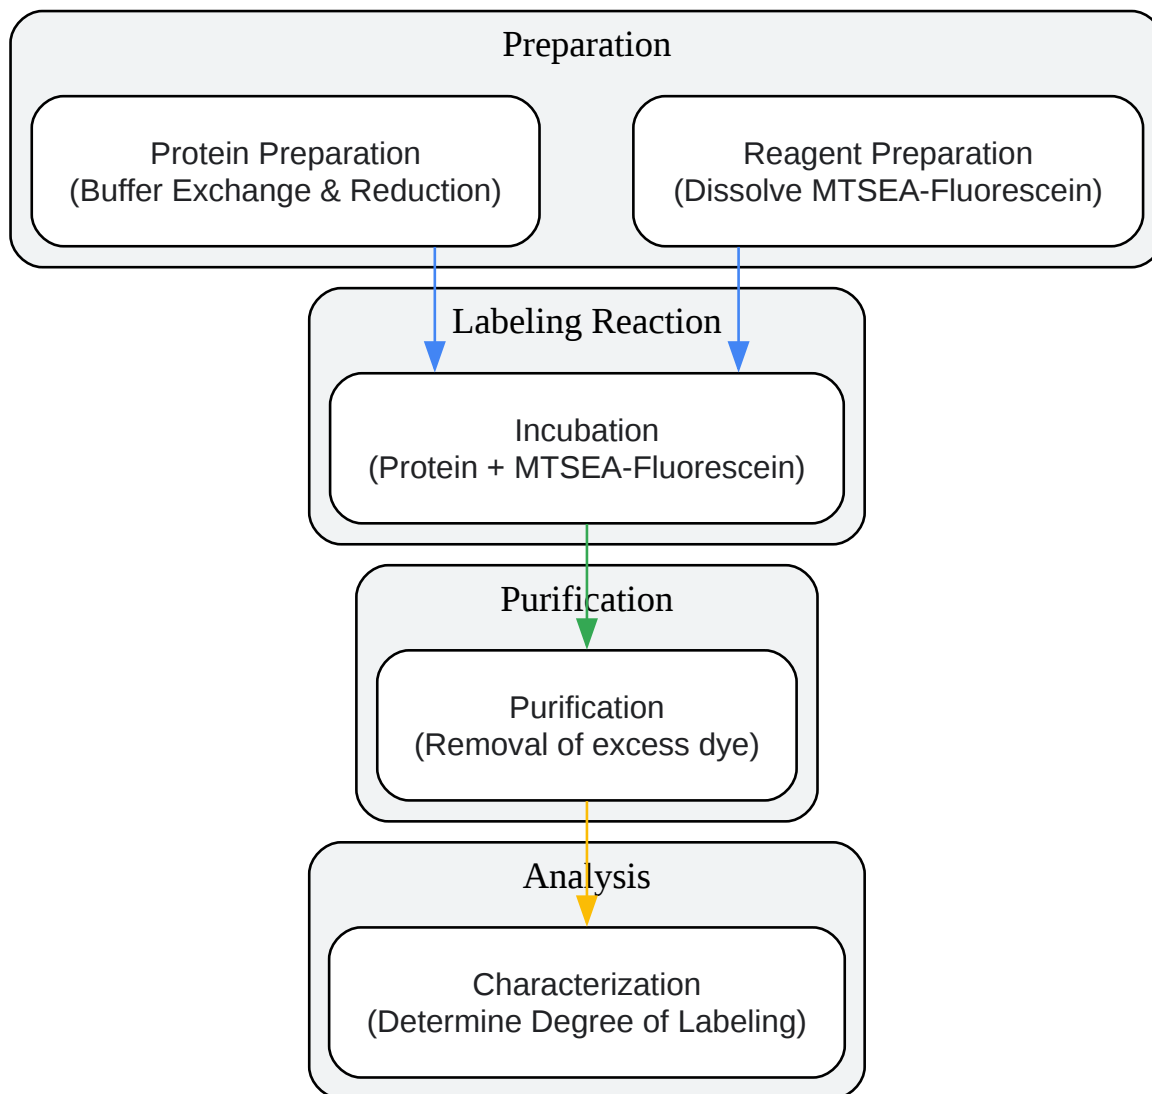 Preparation
Protein Preparation
(Buffer Exchange & Reduction)
Reagent Preparation
(Dissolve MTSEA-Fluorescein)
Labeling Reaction
Incubation
(Protein + MTSEA-Fluorescein)
Purification
Purification
(Removal of excess dye)
Analysis
Characterization
(Determine Degree of Labeling)